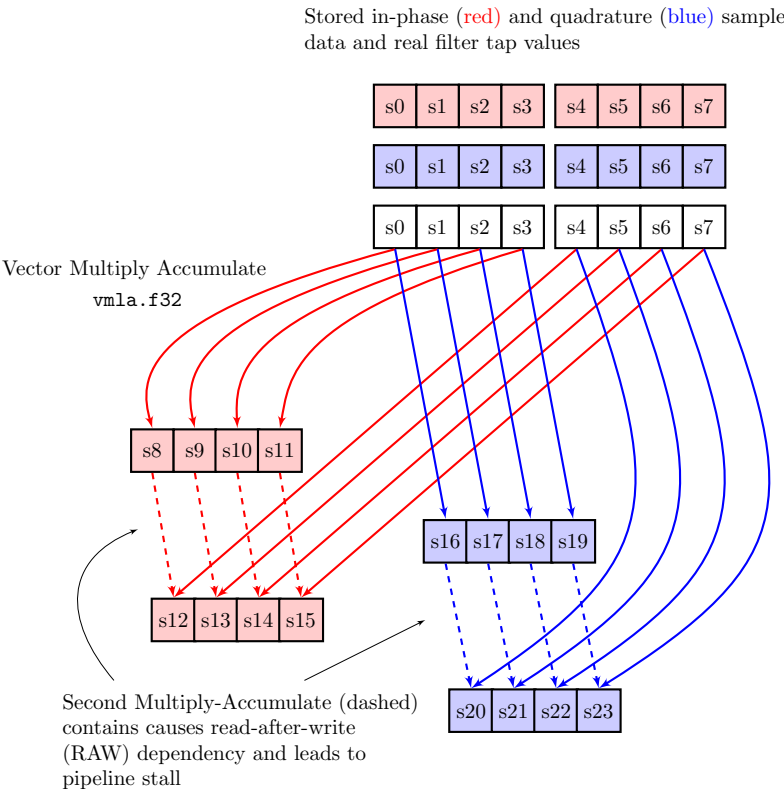 Stored in-phase (red) and quadrature (blue) sample
data and real filter tap values
s0 s1 s2 s3 s4 s5 s6 s7
s0 s1 s2 s3 s4 s5 s6 s7
s0 s1 s2 s3 s4 s5 s6 s7
Vector Multiply Accumulate
vmla.f32
s8 s9 s10 s11
s16 s17 s18 s19
s12 s13 s14 s15
s20 s21 s22 s23
Second Multiply-Accumulate (dashed)
contains causes read-after-write
(RAW) dependency and leads to
pipeline stall